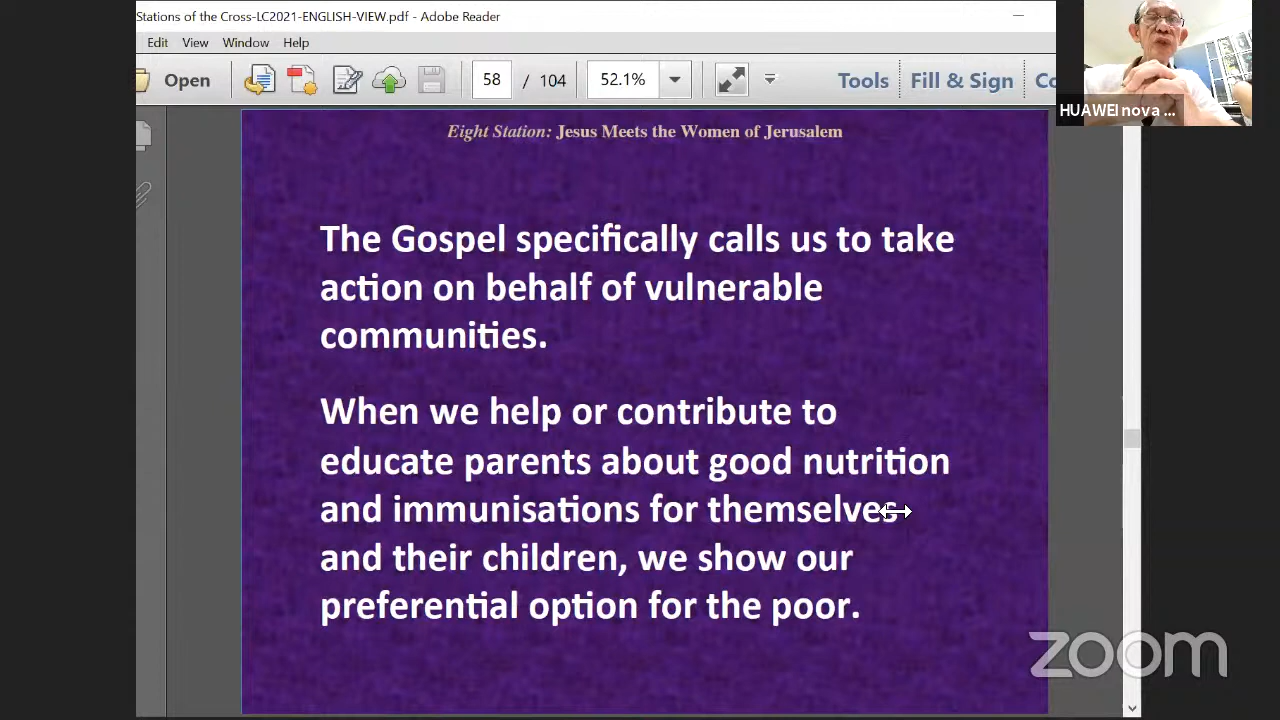 Stations of the Cross-LC2021-ENGLISH-VIEW.pdf - Adobe Reader
Edit View Window Help
Open 58 / 104 52.1% Tools Fill & Sign Co
HUAWEI nova ...
Eight Station: Jesus Meets the Women of Jerusalem
The Gospel specifically calls us to take
action on behalf of vulnerable
communities.
When we help or contribute to
educate parents about good nutrition
and immunisations for themselves
and their children, we show our
preferential option for the poor.
zoom